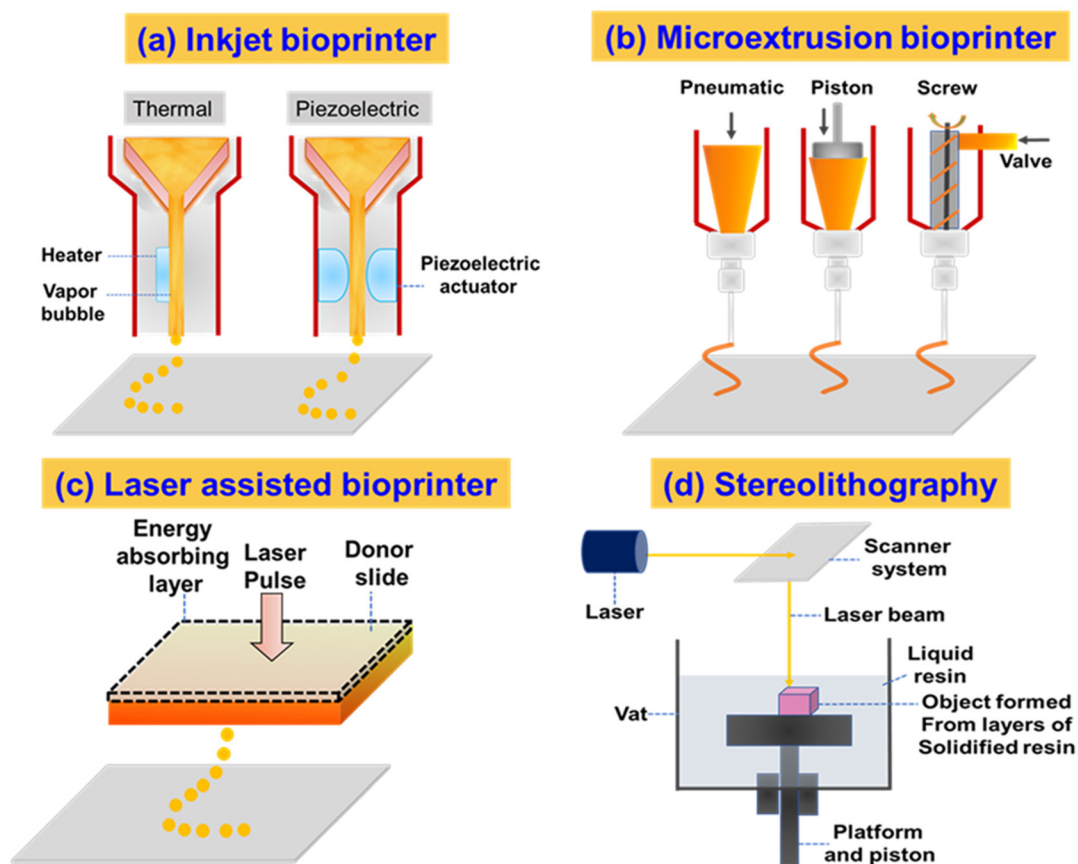 (a) Inkjet bioprinter
Thermal
Piezoelectric
Heater
Vapor
bubble
Piezoelectric
actuator
(b) Microextrusion bioprinter
Pneumatic
Piston
Screw
Valve
(c) Laser assisted bioprinter
Energy
absorbing
layer
Laser
Pulse
Donor
slide
(d) Stereolithography
Scanner
system
Laser
Laser beam
Liquid
resin
Vat
Object formed
From layers of
Solidified resin
Platform
and piston